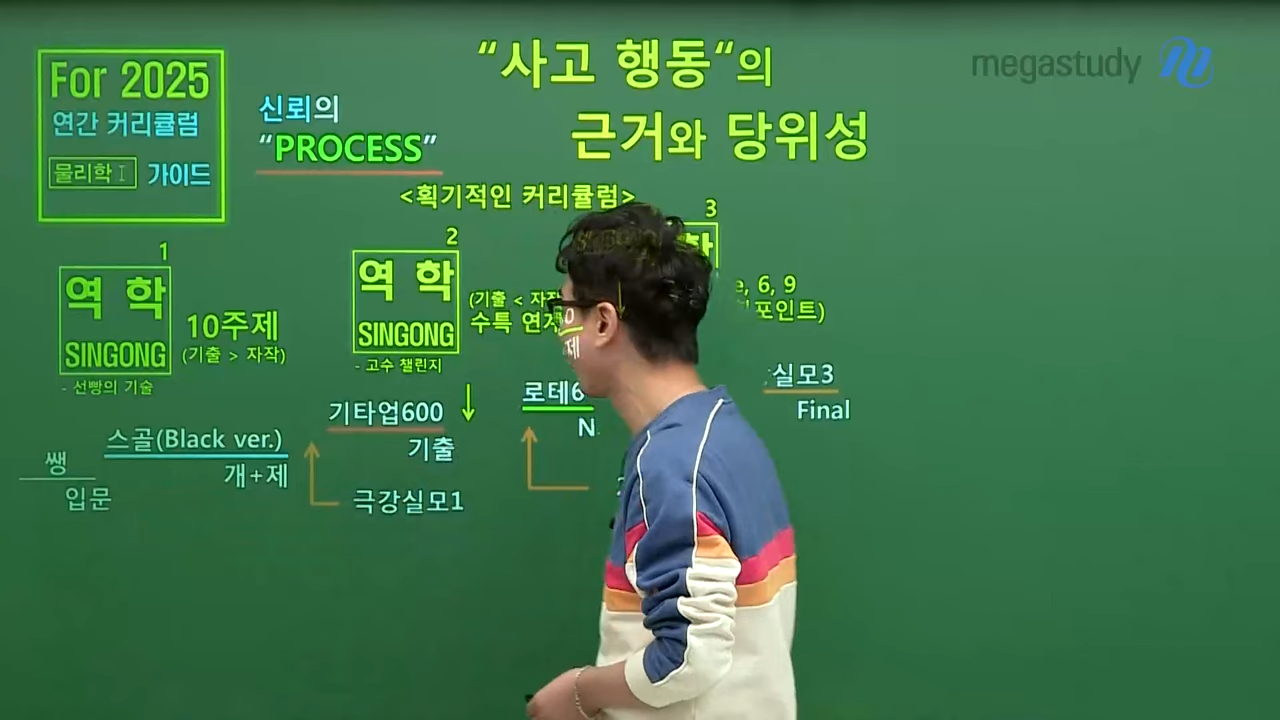 For 2025
연간 커리큘럼
물리학 I 가이드
신뢰의
“PROCESS”
“사고 행동“의
근거와 당위성
megastudy
<획기적인 커리큘럼>
1
역 학
SINGONG
- 선빵의 기술
10주제
(기출 > 자작)
2
역 학
SINGONG
- 고수 챌린지
(기출 < 자작
수특 연계
3
학
SINGONG
e, 6, 9
포인트)
쌩
입문
스골(Black ver.)
개+제
기타업600
기출
극강실모1
로테6
0
N
제
실모3
Final